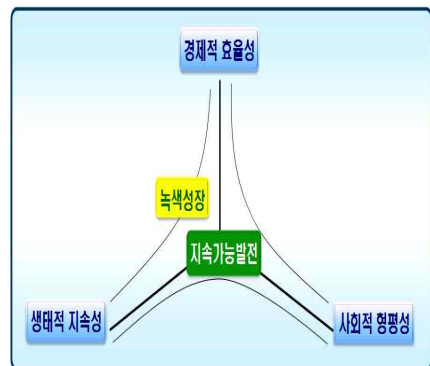 경제적 효율성
녹색성장
지속가능발전
생태적 지속성
사회적 형평성